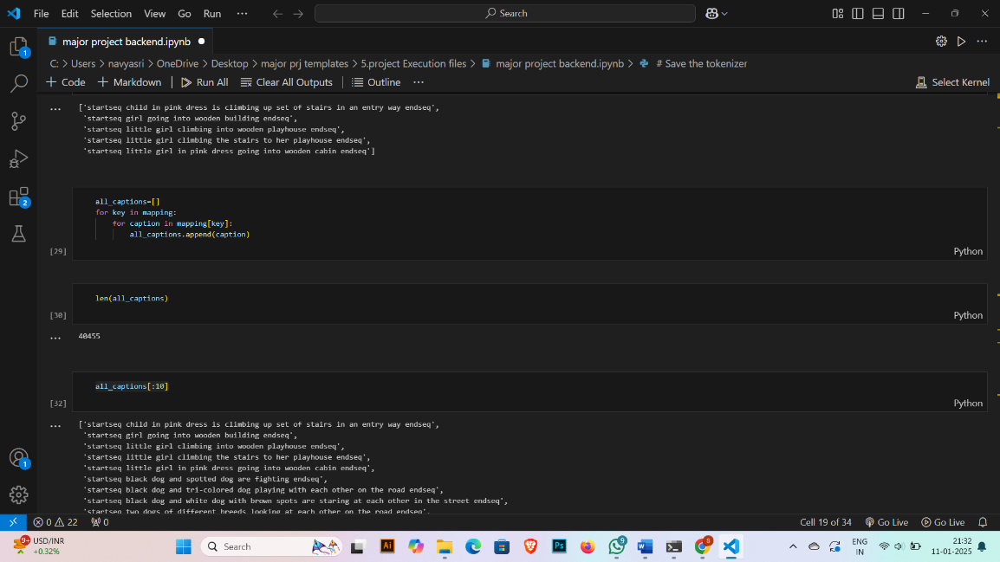 File Edit Selection View Go Run ··· Search
major project backend.ipynb
C: > Users > navyasri > OneDrive > Desktop > major prj templates > 5.project Execution files > major project backend.ipynb > # Save the tokenizer
+ Code + Markdown | Run All Clear All Outputs | Outline ··· Select Kernel
['startseq child in pink dress is climbing up set of stairs in an entry way endseq',
'startseq girl going into wooden building endseq',
'startseq little girl climbing into wooden playhouse endseq',
'startseq little girl climbing the stairs to her playhouse endseq',
'startseq little girl in pink dress going into wooden cabin endseq']
all_captions=[]
for key in mapping:
for caption in mapping[key]:
all_captions.append(caption)
[29] Python
len(all_captions)
[30] Python
40455
all_captions[:10]
[32] Python
['startseq child in pink dress is climbing up set of stairs in an entry way endseq',
'startseq girl going into wooden building endseq',
'startseq little girl climbing into wooden playhouse endseq',
'startseq little girl climbing the stairs to her playhouse endseq',
'startseq little girl in pink dress going into wooden cabin endseq',
'startseq black dog and spotted dog are fighting endseq',
'startseq black dog and tri-colored dog playing with each other on the road endseq',
'startseq black dog and white dog with brown spots are staring at each other in the street endseq',
'startseq two dogs of different breeds looking at each other on the road endseq',
1
2
1
0 22 0 Cell 19 of 34 Go Live Go Live
9+ USD/INR
+0.32%
Search
Ai Ps 9 S
ENG
IN
21:32
11-01-2025